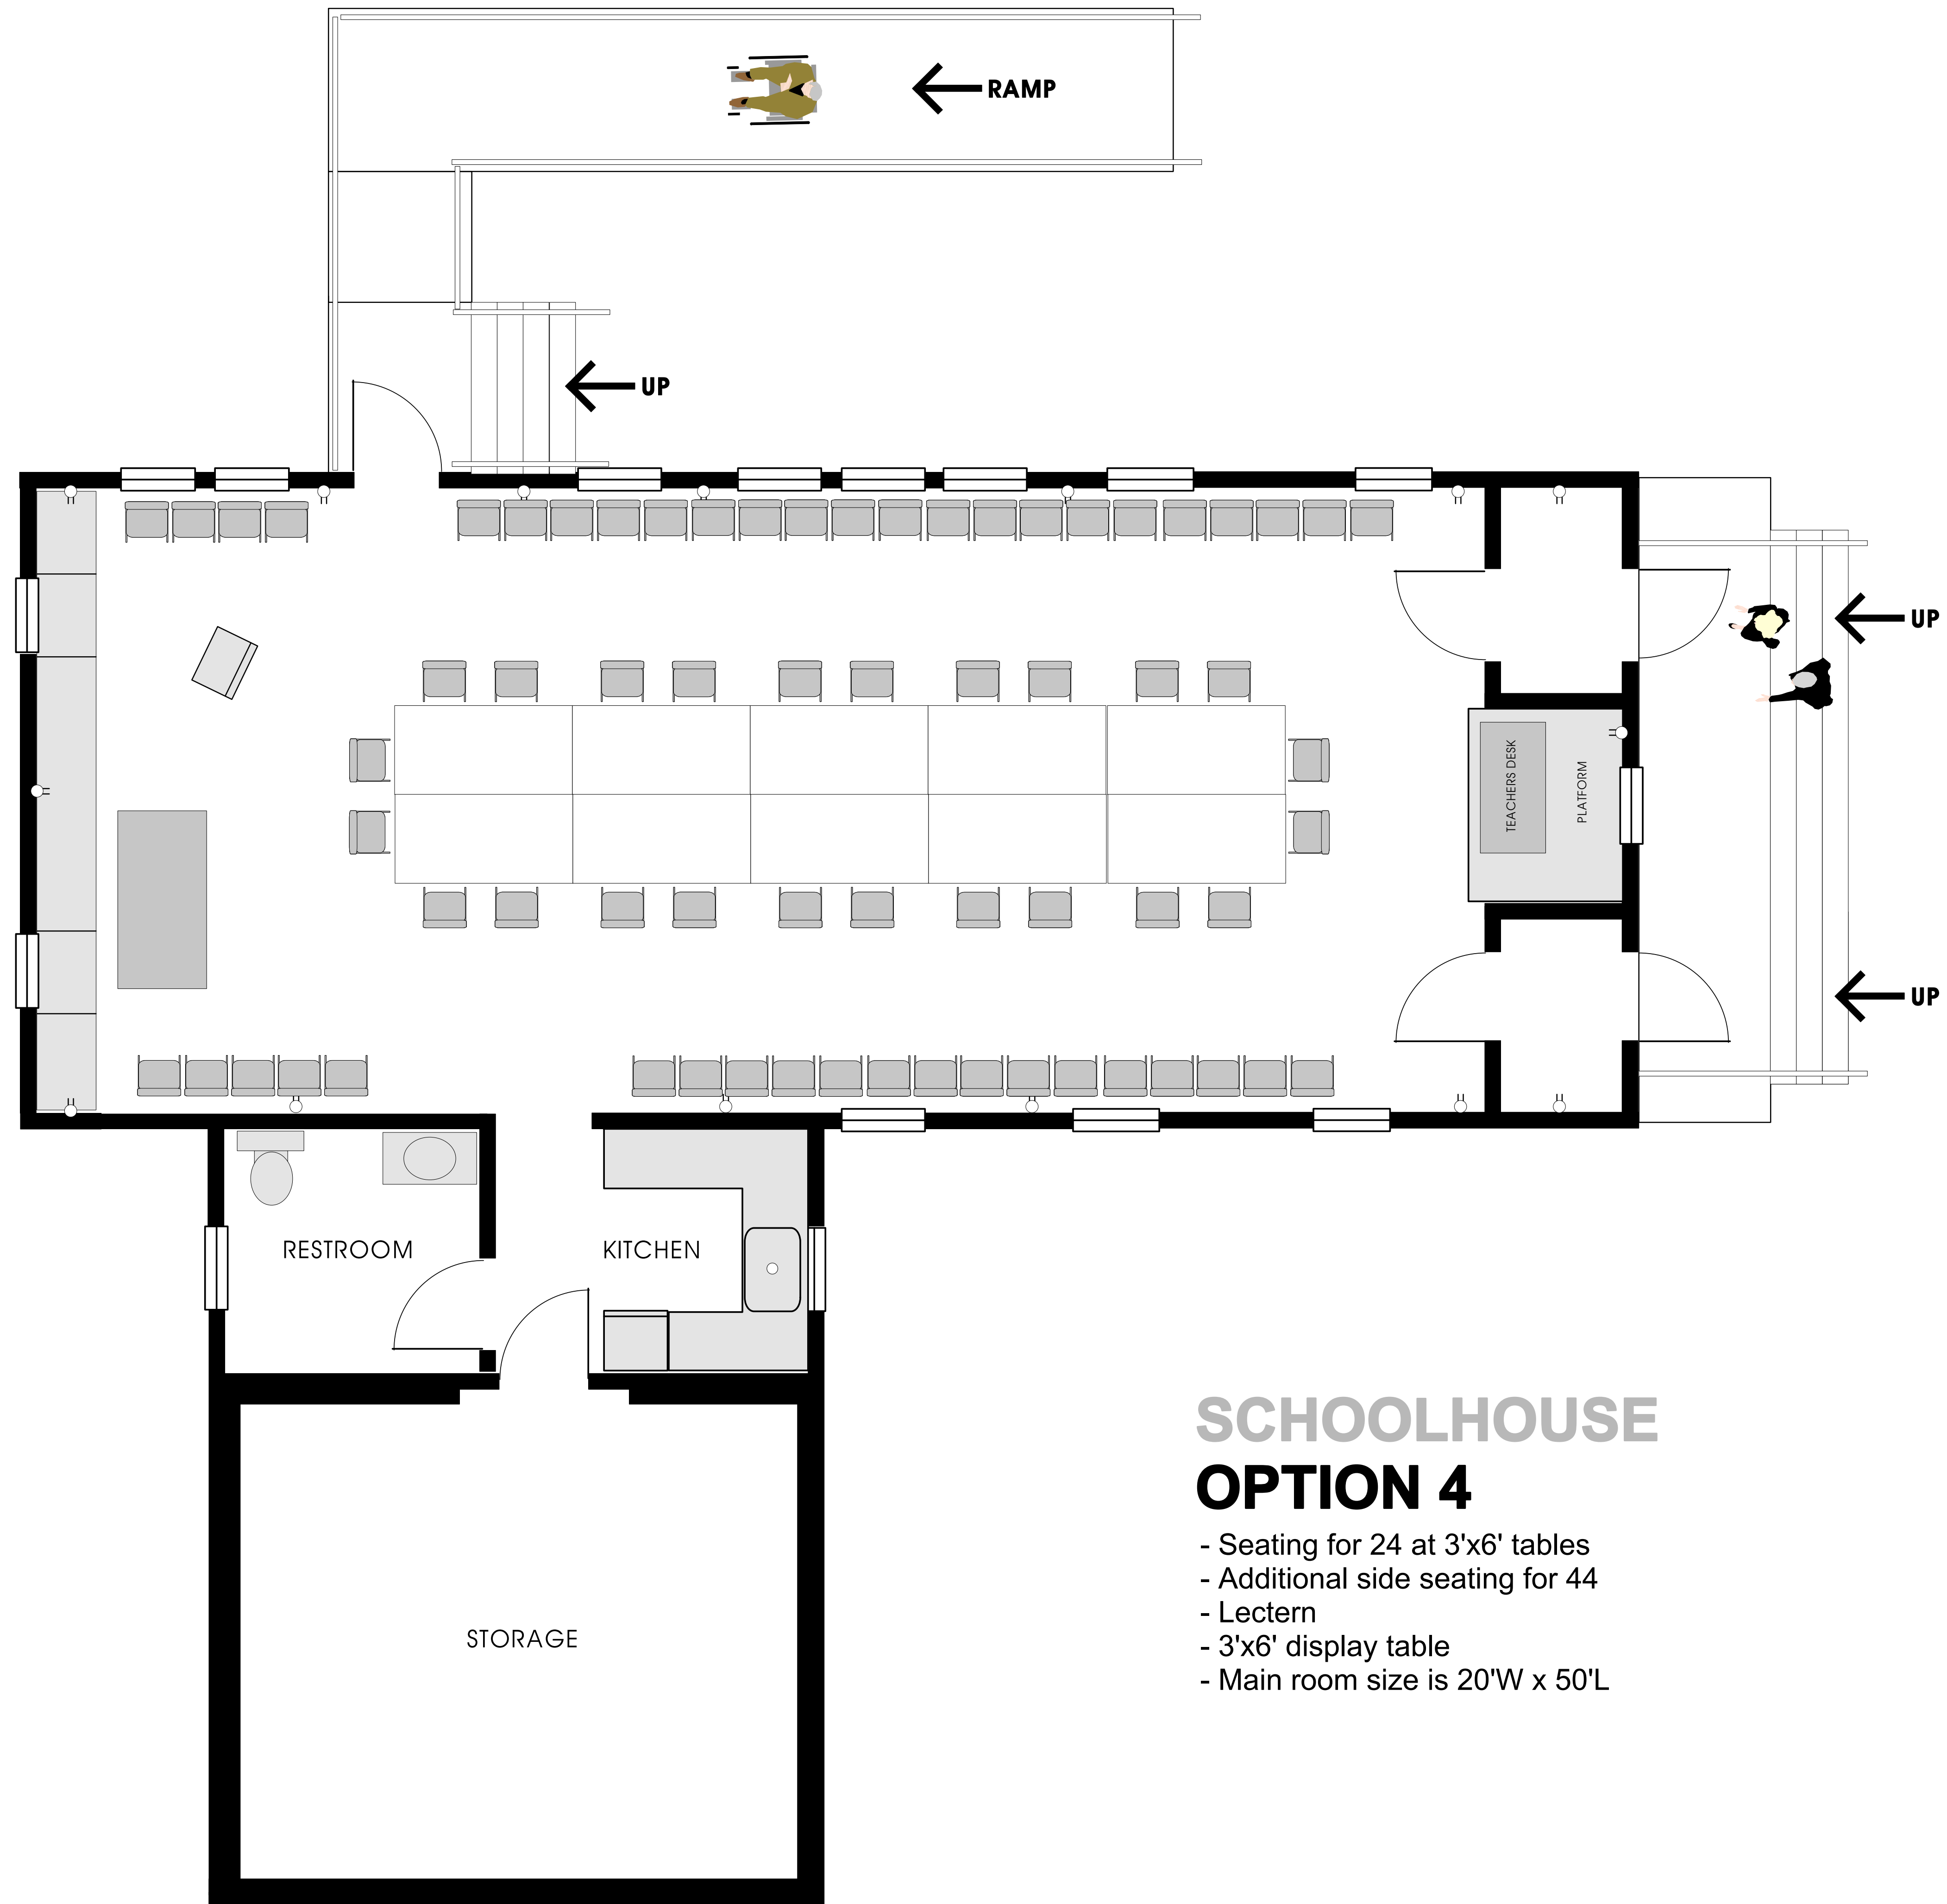 RAMP
UP
UP
TEACHERS DESK
PLATFORM
UP
RESTROOM
KITCHEN
SCHOOLHOUSE
OPTION 4
- Seating for 24 at 3'x6' tables
- Additional side seating for 44
- Lectern
- 3'x6' display table
- Main room size is 20'W x 50'L
STORAGE